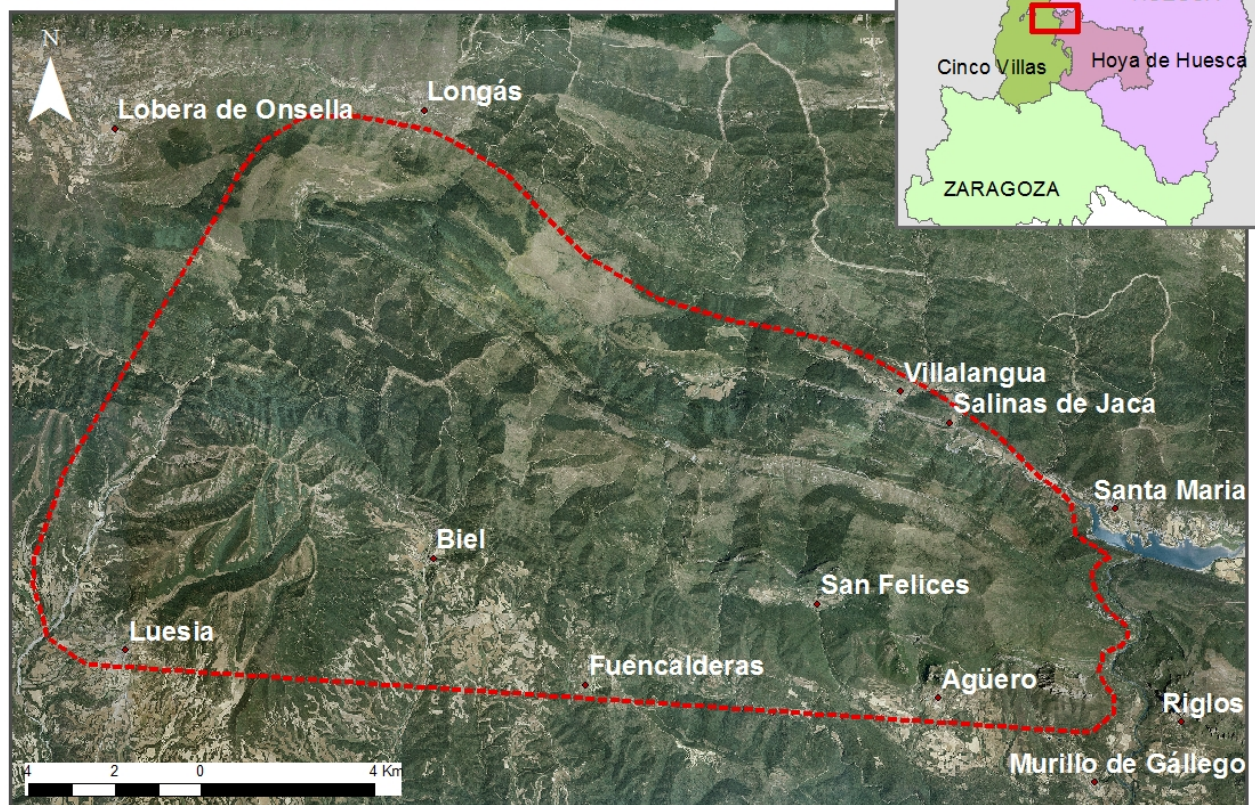 N
Lobera de Onsella
Longás
Cinco Villas
Hoya de Huesca
ZARAGOZA
Villalangua
Salinas de Jaca
Santa Maria
Biel
San Felices
Luesia
Fuencalderas
Agüero
Riglos
Murillo de Gállego
4 2 0 4 Km